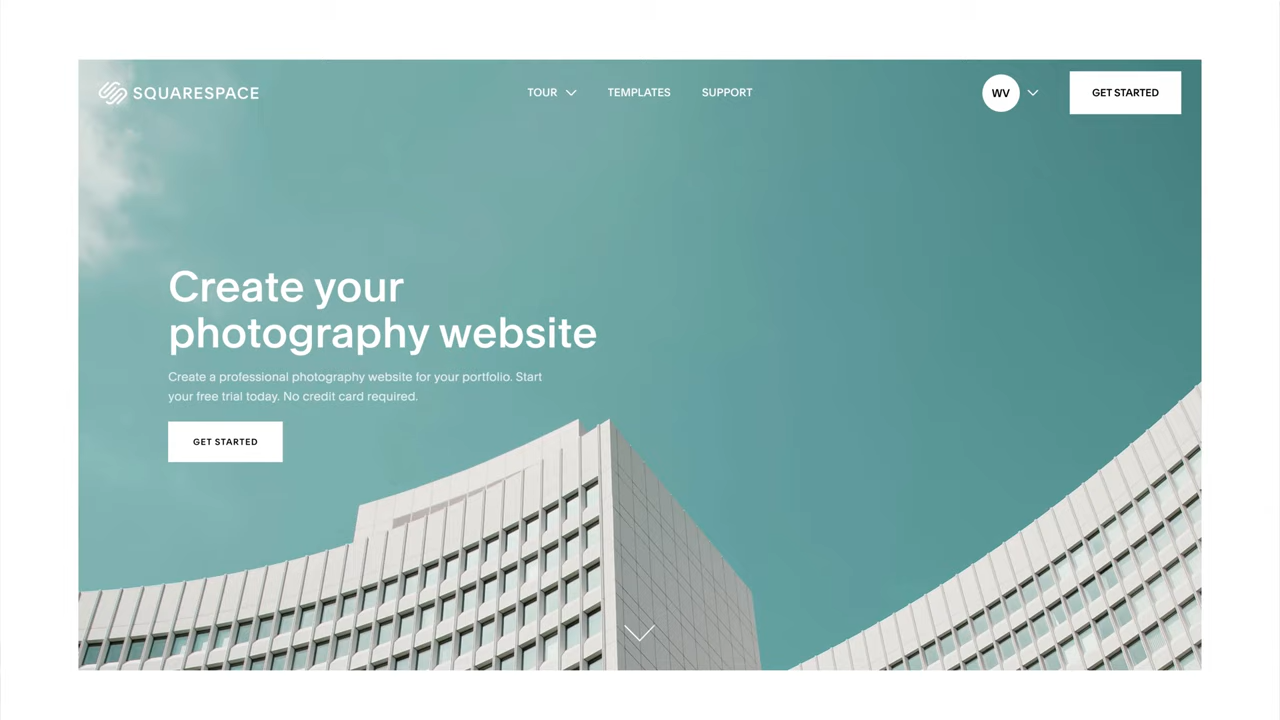 SQUARESPACE
TOUR
TEMPLATES
SUPPORT
WV
GET STARTED
Create your
photography website
Create a professional photography website for your portfolio. Start
your free trial today. No credit card required.
GET STARTED